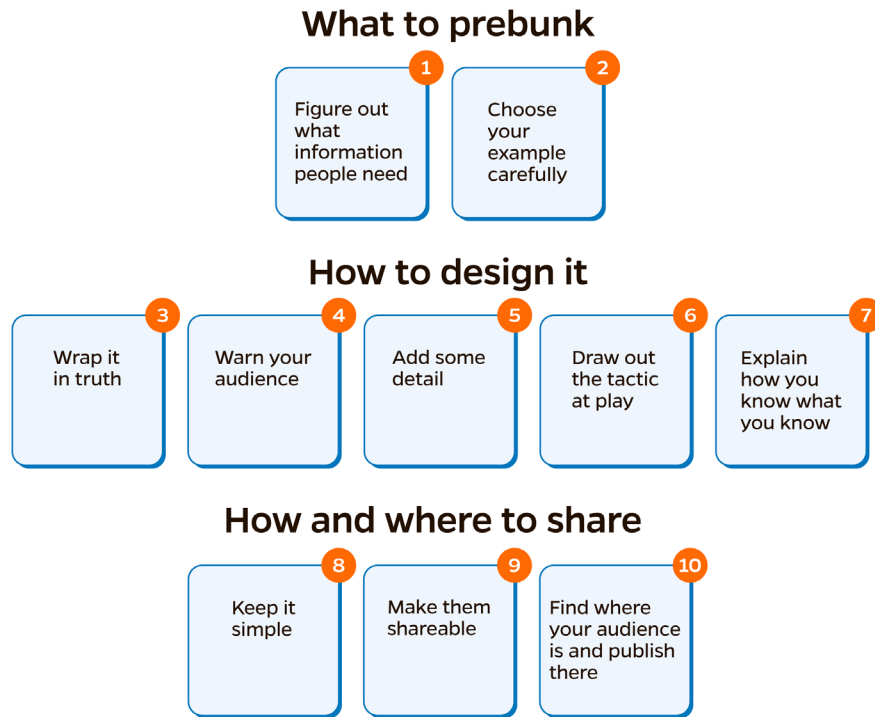 What to prebunk
1
Figure out
what
information
people need
2
Choose
your
example
carefully
How to design it
3
Wrap it
in truth
4
Warn your
audience
5
Add some
detail
6
Draw out
the tactic
at play
7
Explain
how you
know what
you know
How and where to share
8
Keep it
simple
9
Make them
shareable
10
Find where
your audience
is and publish
there